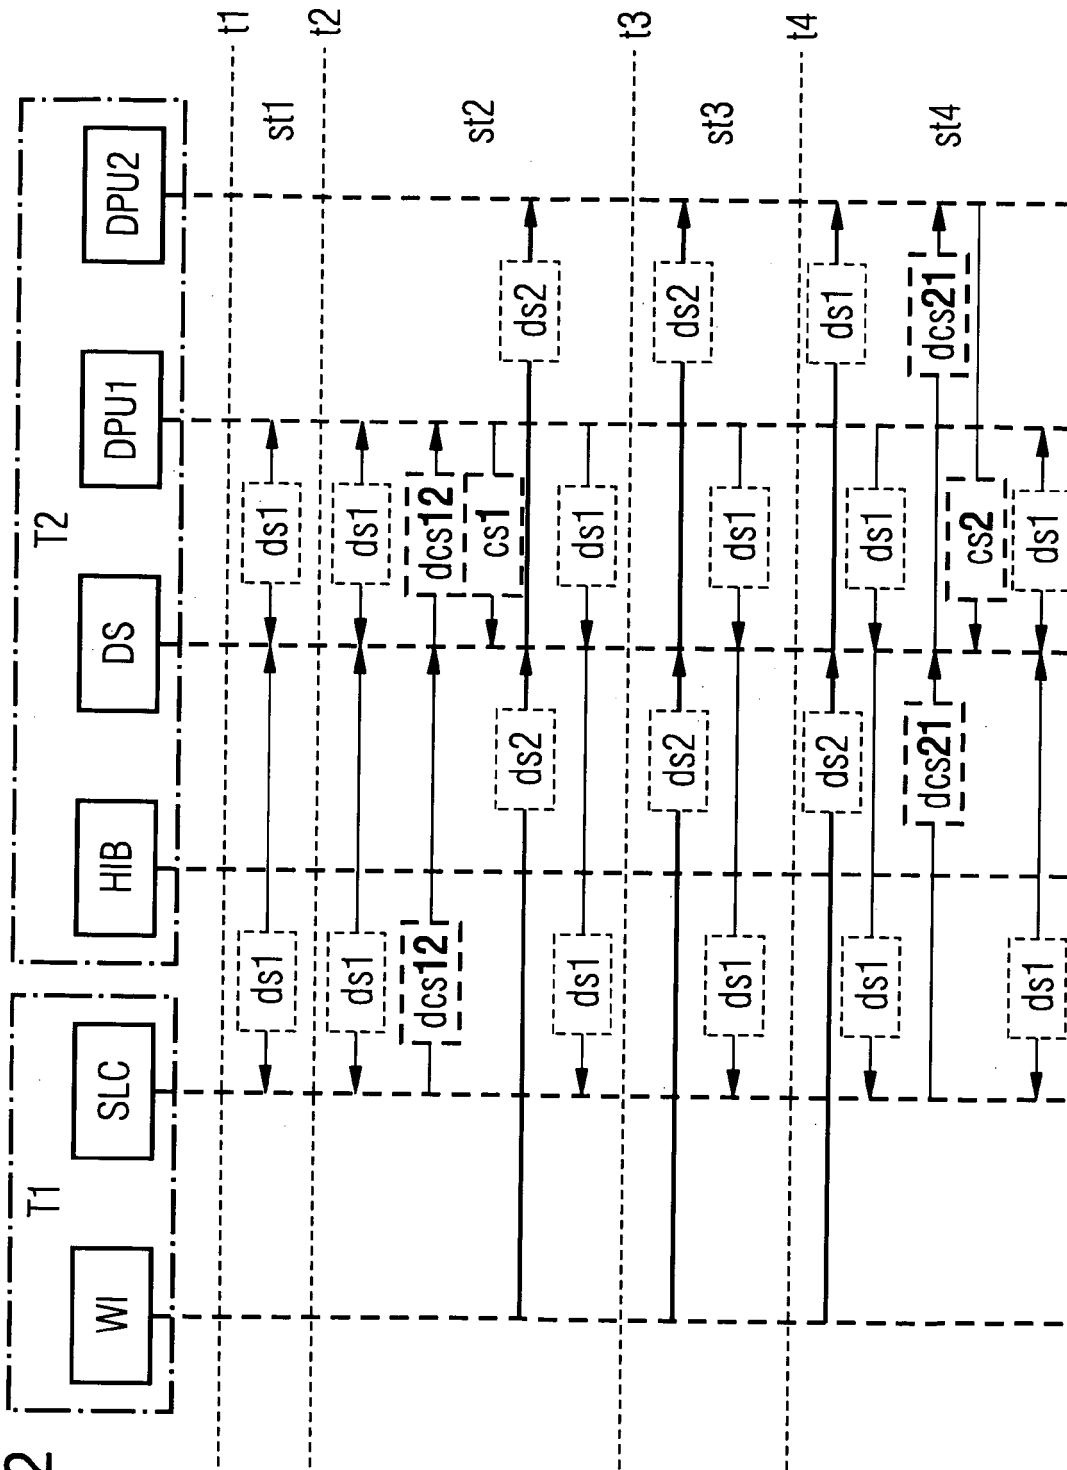 2
T1
T2
WI
SLC
HIB
DS
DPU1
DPU2
t1
ds1
ds1
st1
t2
ds1
ds1
dcs12
dcs12
st2
cs1
ds2
ds2
ds1
ds1
t3
ds2
ds2
st3
ds1
ds1
t4
ds2
ds1
ds1
ds1
dcs21
dcs21
st4
cs2
ds1
ds1